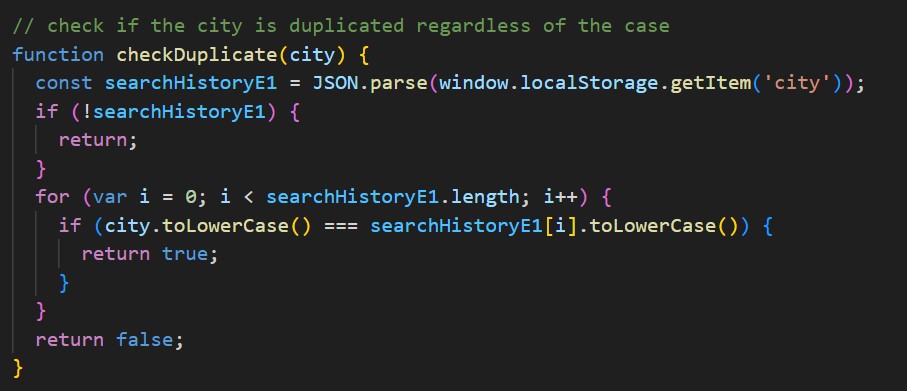 // check if the city is duplicated regardless of the case
function checkDuplicate(city) {
  const searchHistoryE1 = JSON.parse(window.localStorage.getItem('city'));
  if (!searchHistoryE1) {
    return;
  }
  for (var i = 0; i < searchHistoryE1.length; i++) {
    if (city.toLowerCase() === searchHistoryE1[i].toLowerCase()) {
      return true;
    }
  }
  return false;
}